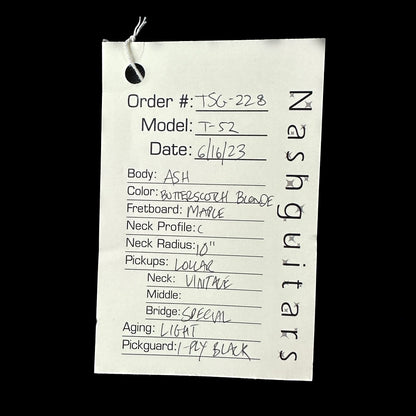 Order #: TSG-228
Model: T-52
Date: 6/16/23
Body: ASH
Color: BUTTERSCOTCH BLONDE
Fretboard: MAPLE
Neck Profile: C
Neck Radius: 10"
Pickups: LOLLAR
Neck: VINTAGE
Middle:
Bridge: SPECIAL
Aging: LIGHT
Pickguard: 1-PLY BLACK
Nashguitars